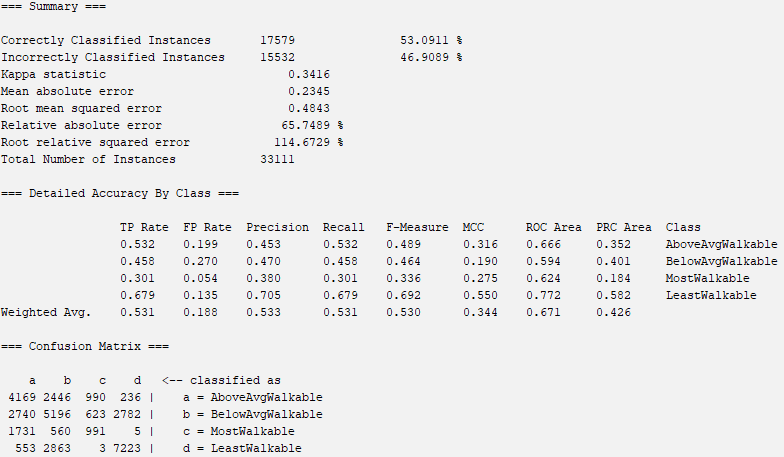 === Summary ===
Correctly Classified Instances 17579 53.0911 %
Incorrectly Classified Instances 15532 46.9089 %
Kappa statistic 0.3416
Mean absolute error 0.2345
Root mean squared error 0.4843
Relative absolute error 65.7489 %
Root relative squared error 114.6729 %
Total Number of Instances 33111
=== Detailed Accuracy By Class ===
TP Rate FP Rate Precision Recall F-Measure MCC ROC Area PRC Area Class
0.532 0.199 0.453 0.532 0.489 0.316 0.666 0.352 AboveAvgWalkable
0.458 0.270 0.470 0.458 0.464 0.190 0.594 0.401 BelowAvgWalkable
0.301 0.054 0.380 0.301 0.336 0.275 0.624 0.184 MostWalkable
0.679 0.135 0.705 0.679 0.692 0.550 0.772 0.582 LeastWalkable
Weighted Avg. 0.531 0.188 0.533 0.531 0.530 0.344 0.671 0.426
=== Confusion Matrix ===
a b c d <-- classified as
4169 2446 990 236 | a = AboveAvgWalkable
2740 5196 623 2782 | b = BelowAvgWalkable
1731 560 991 5 | c = MostWalkable
553 2863 3 7223 | d = LeastWalkable